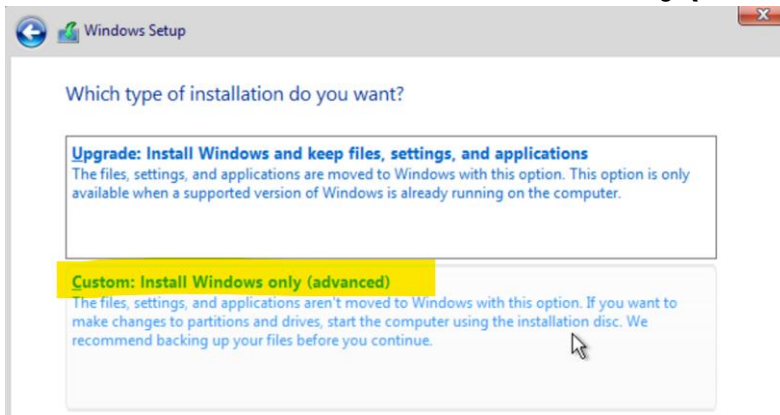 Windows Setup
Which type of installation do you want?
Upgrade: Install Windows and keep files, settings, and applications
The files, settings, and applications are moved to Windows with this option. This option is only
available when a supported version of Windows is already running on the computer.
Custom: Install Windows only (advanced)
The files, settings, and applications aren't moved to Windows with this option. If you want to
make changes to partitions and drives, start the computer using the installation disc. We
recommend backing up your files before you continue.